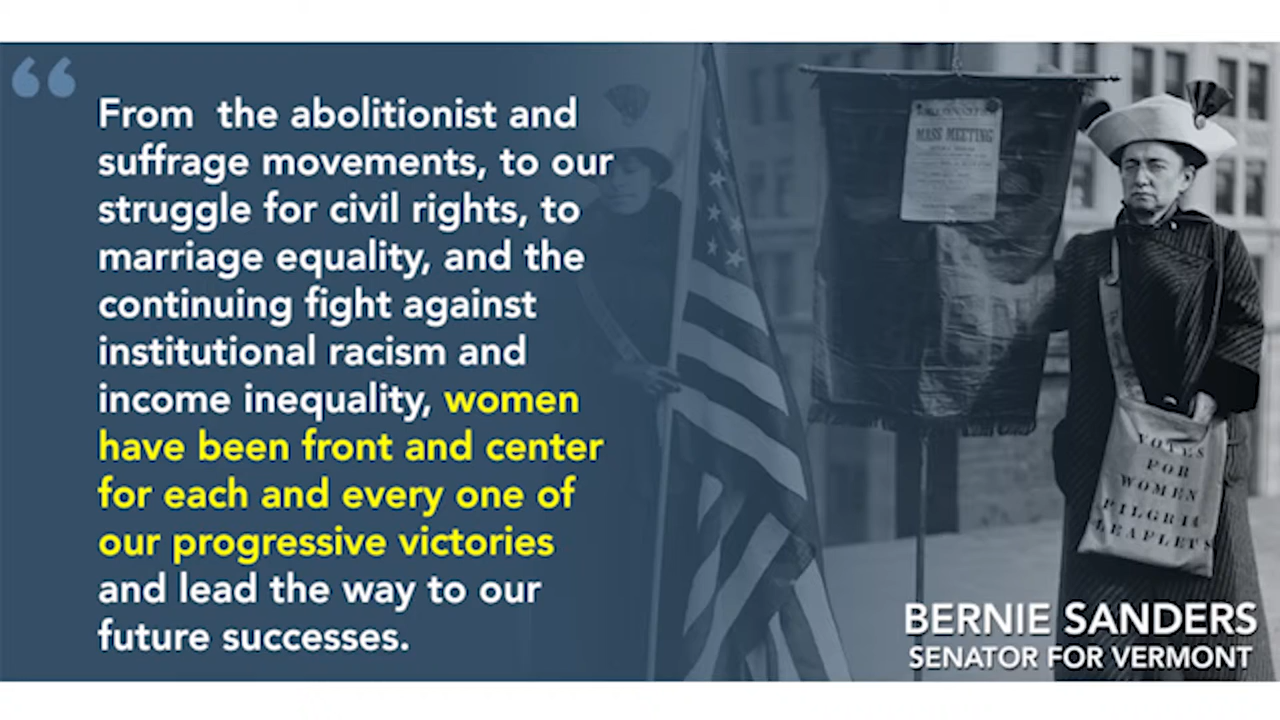 “
From the abolitionist and
suffrage movements, to our
struggle for civil rights, to
marriage equality, and the
continuing fight against
institutional racism and
income inequality, women
have been front and center
for each and every one of
our progressive victories
and lead the way to our
future successes.
MASS MEETING
VOTES
FOR
WOMEN
PILGRI
LEAFLETS
BERNIE SANDERS
SENATOR FOR VERMONT